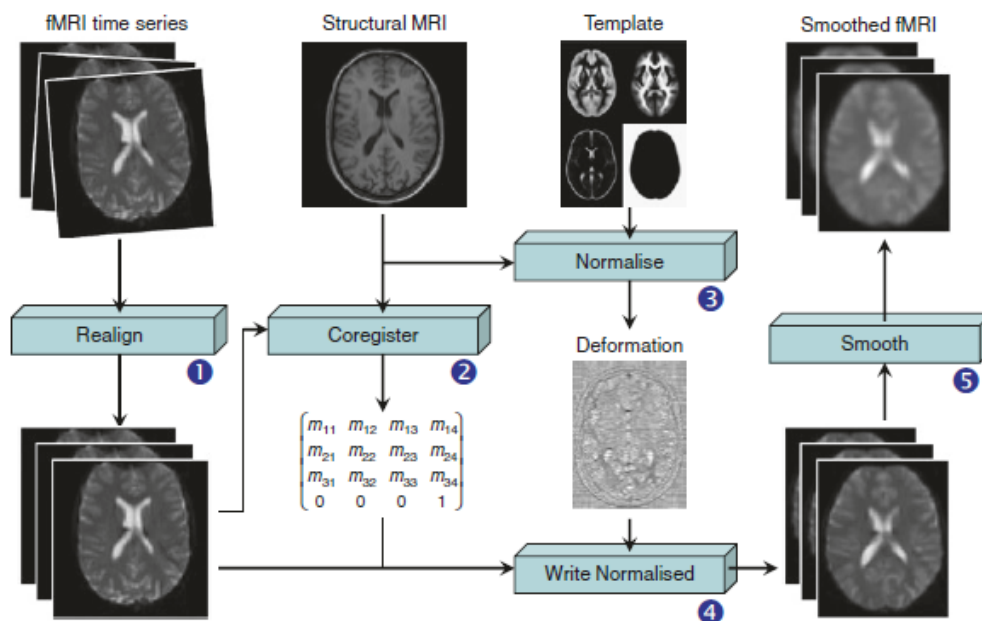 fMRI time series
Structural MRI
Template
Smoothed fMRI
Normalise
3
Realign
1
Coregister
2
Deformation
Smooth
5
m11 m12 m13 m14
m21 m22 m23 m24
m31 m32 m33 m34
0 0 0 1
Write Normalised
4